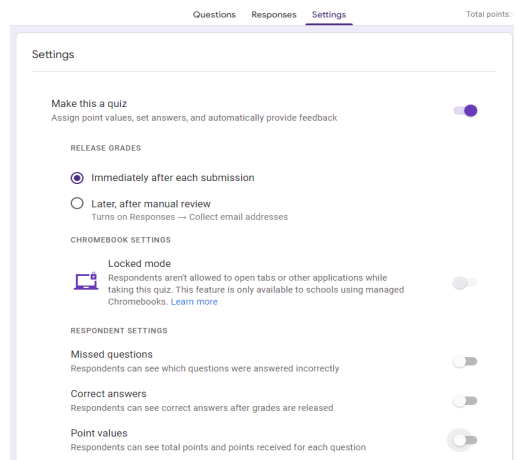 Questions Responses Settings Total points:
Settings
Make this a quiz
Assign point values, set answers, and automatically provide feedback
RELEASE GRADES
Immediately after each submission
Later, after manual review
Turns on Responses → Collect email addresses
CHROMEBOOK SETTINGS
Locked mode
Respondents aren't allowed to open tabs or other applications while
taking this quiz. This feature is only available to schools using managed
Chromebooks. Learn more
RESPONDENT SETTINGS
Missed questions
Respondents can see which questions were answered incorrectly
Correct answers
Respondents can see correct answers after grades are released
Point values
Respondents can see total points and points received for each question